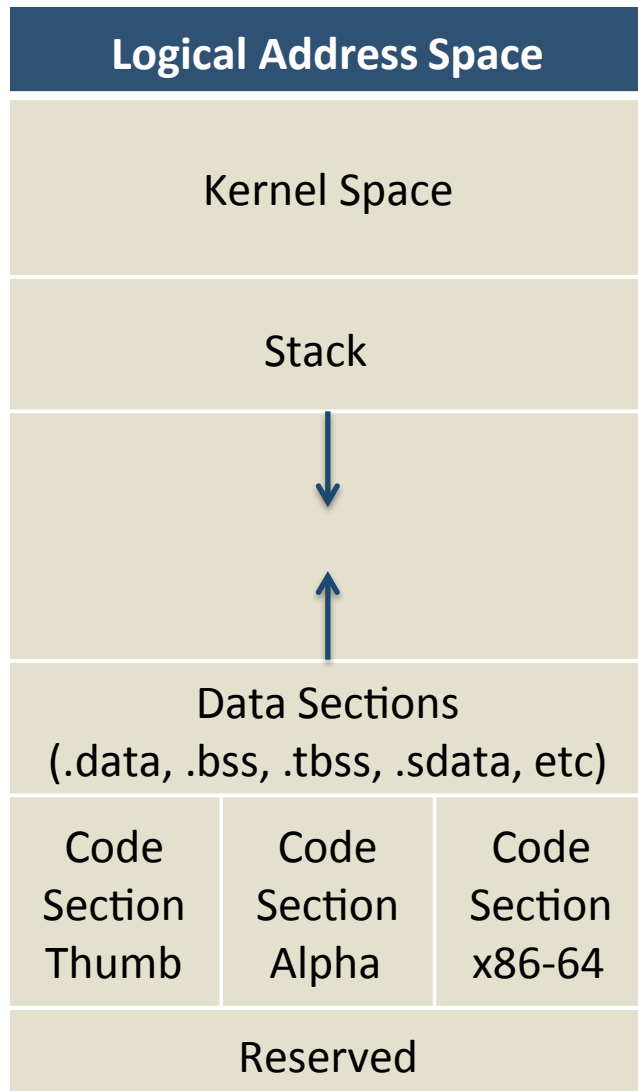 Logical Address Space
Kernel Space
Stack
Data Sections
(.data, .bss, .tbss, .sdata, etc)
Code
Section
Thumb
Code
Section
Alpha
Code
Section
x86-64
Reserved